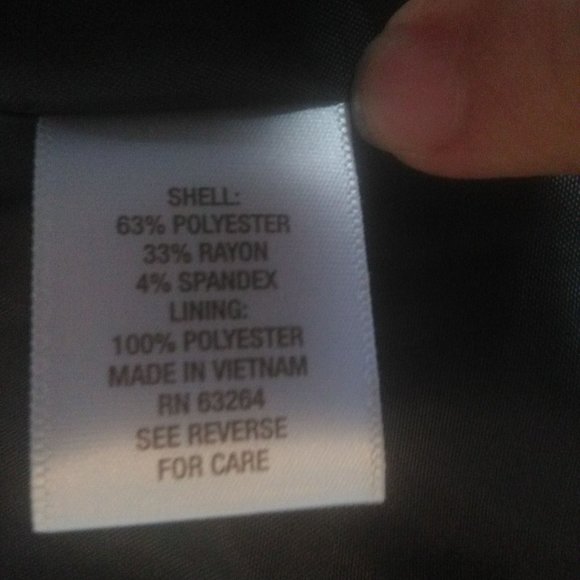 SHELL:
63% POLYESTER
33% RAYON
4% SPANDEX
LINING:
100% POLYESTER
MADE IN VIETNAM
RN 63264
SEE REVERSE
FOR CARE